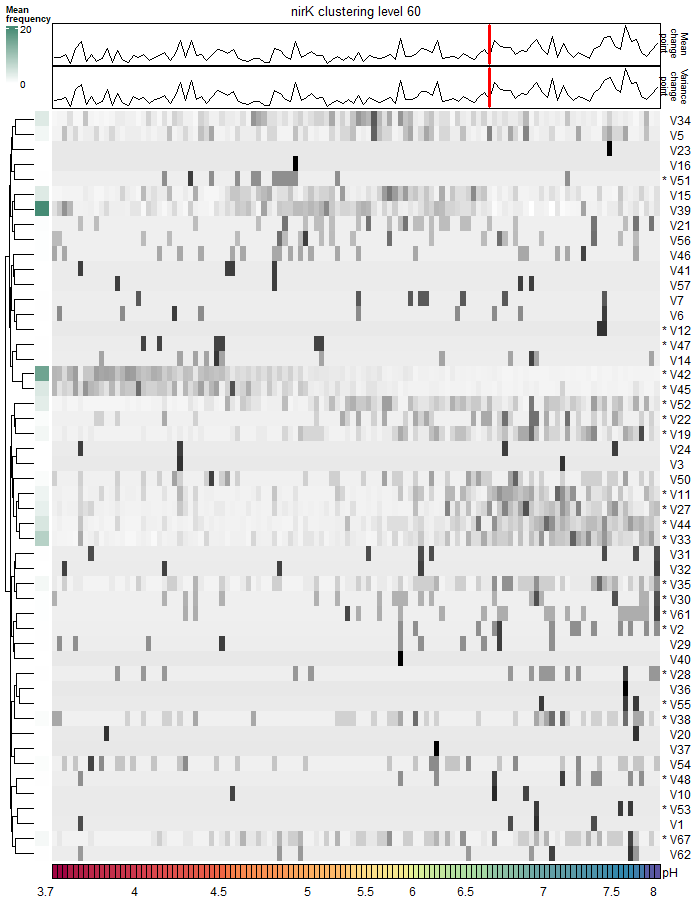 nirK clustering level 60
Mean
frequency
20
0
Mean
change
point
Variance
change
point
V34
V5
V23
V16
* V51
V15
V39
V21
V56
V46
V41
V57
V7
V6
* V12
* V47
V14
* V42
* V45
* V52
* V22
* V19
V24
V3
V50
* V11
* V27
* V44
* V33
V31
V32
* V35
* V30
* V61
* V2
V29
V40
* V28
V36
* V55
* V38
V20
V37
V54
* V48
V10
* V53
V1
* V67
V62
pH
3.7 4 4.5 5 5.5 6 6.5 7 7.5 8